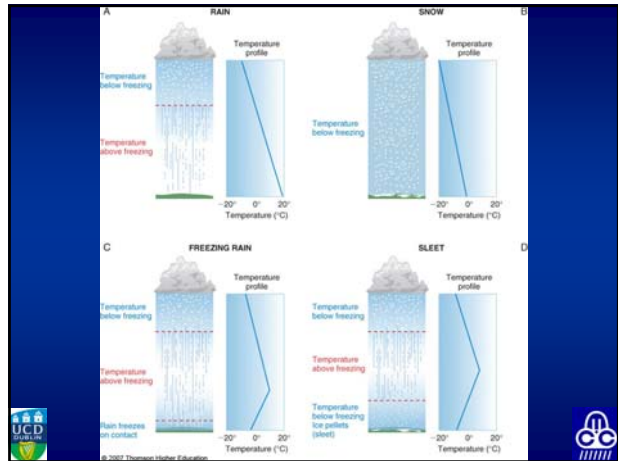 A
RAIN
Temperature
profile
Temperature
below freezing
Temperature
above freezing
−20° 0° 20°
Temperature (°C)
SNOW
B
Temperature
profile
Temperature
below freezing
−20° 0° 20°
Temperature (°C)
C
FREEZING RAIN
Temperature
profile
Temperature
below freezing
Temperature
above freezing
Rain freezes
on contact
−20° 0° 20°
Temperature (°C)
SLEET
D
Temperature
profile
Temperature
below freezing
Temperature
above freezing
Temperature
below freezing
Ice pellets
(sleet)
−20° 0° 20°
Temperature (°C)
© 2007 Thomson Higher Education
UCD
DUBLIN